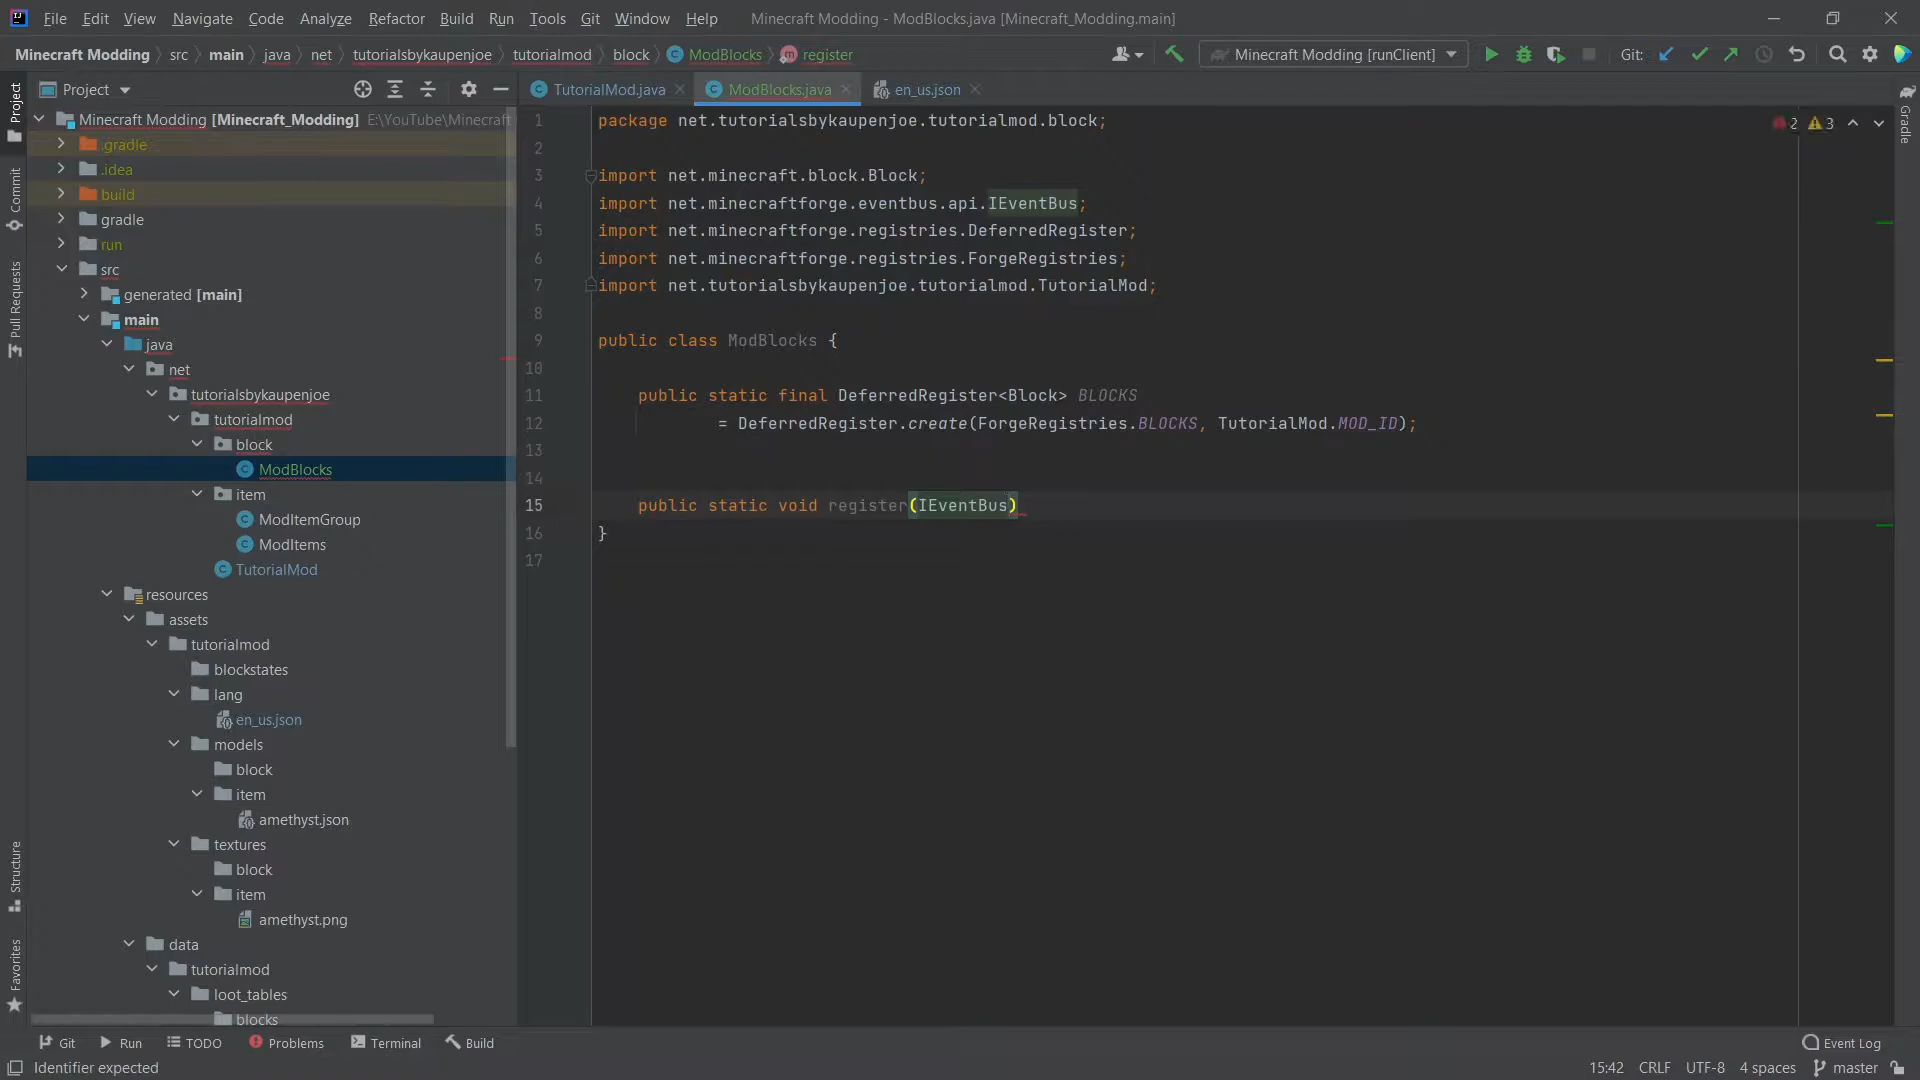 File Edit View Navigate Code Analyze Refactor Build Run Tools Git Window Help Minecraft Modding - ModBlocks.java [Minecraft_Modding.main]
Minecraft Modding src main java net tutorialsbykaupenjoe tutorialmod block ModBlocks register Minecraft Modding [runClient] Git:
Project
TutorialMod.java ModBlocks.java en_us.json
Minecraft Modding [Minecraft_Modding] E:\YouTube\Minecraft
.gradle
.idea
build
gradle
run
src
generated [main]
main
java
net
tutorialsbykaupenjoe
tutorialmod
block
ModBlocks
item
ModItemGroup
ModItems
TutorialMod
resources
assets
tutorialmod
blockstates
lang
en_us.json
models
block
item
amethyst.json
textures
block
item
amethyst.png
data
tutorialmod
loot_tables
blocks
Project
Commit
Pull Requests
Structure
Favorites
1 package net.tutorialsbykaupenjoe.tutorialmod.block;
2
3 import net.minecraft.block.Block;
4 import net.minecraftforge.eventbus.api.IEventBus;
5 import net.minecraftforge.registries.DeferredRegister;
6 import net.minecraftforge.registries.ForgeRegistries;
7 import net.tutorialsbykaupenjoe.tutorialmod.TutorialMod;
8
9 public class ModBlocks {
10
11 public static final DeferredRegister<Block> BLOCKS
12 = DeferredRegister.create(ForgeRegistries.BLOCKS, TutorialMod.MOD_ID);
13
14
15 public static void register(IEventBus)
16 }
17
2 3
Gradle
Git Run TODO Problems Terminal Build Event Log
Identifier expected 15:42 CRLF UTF-8 4 spaces master